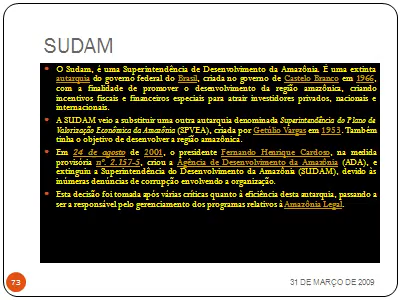 SUDAM
O Sudam, é uma Superintendência de Desenvolvimento da Amazônia. É uma extinta
autarquia do governo federal do Brasil, criada no governo de Castelo Branco em 1966,
com a finalidade de promover o desenvolvimento da região amazônica, criando
incentivos fiscais e financeiros especiais para atrair investidores privados, nacionais e
internacionais.
A SUDAM veio a substituir uma outra autarquia denominada Superintendência do Plano de
Valorização Econômica da Amazônia (SPVEA), criada por Getúlio Vargas em 1953. Também
tinha o objetivo de desenvolver a região amazônica.
Em 24 de agosto de 2001, o presidente Fernando Henrique Cardoso, na medida
provisória nº. 2.157-5, criou a Agência de Desenvolvimento da Amazônia (ADA), e
extinguiu a Superintendência do Desenvolvimento da Amazônia (SUDAM), devido às
inúmeras denúncias de corrupção envolvendo a organização.
Esta decisão foi tomada após várias críticas quanto à eficiência desta autarquia, passando a
ser a responsável pelo gerenciamento dos programas relativos à Amazônia Legal.
73
31 DE MARÇO DE 2009